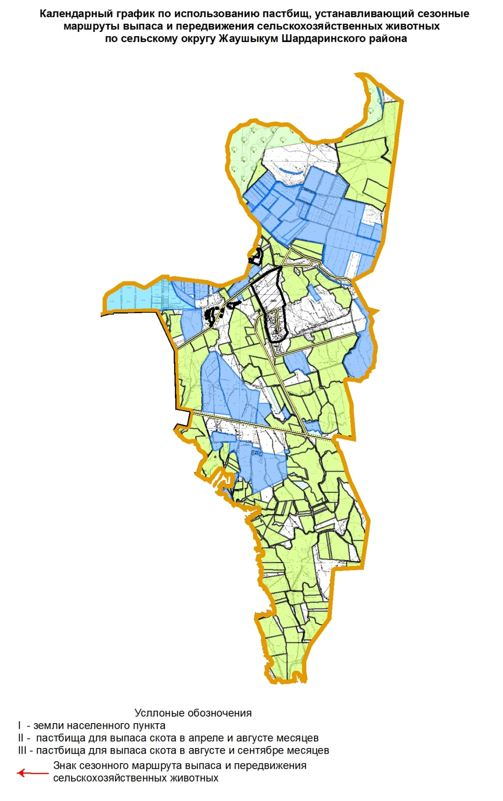 Календарный график по использованию пастбищ, устанавливающий сезонные
маршруты выпаса и передвижения сельскохозяйственных животных
по сельскому округу Жаушыкум Шардаринского района
Усллоные обозночения
I - земли населенного пункта
II - пастбища для выпаса скота в апреле и августе месяцев
III - пастбища для выпаса скота в августе и сентябре месяцев
Знак сезонного маршрута выпаса и передвижения
сельскохозяйственных животных